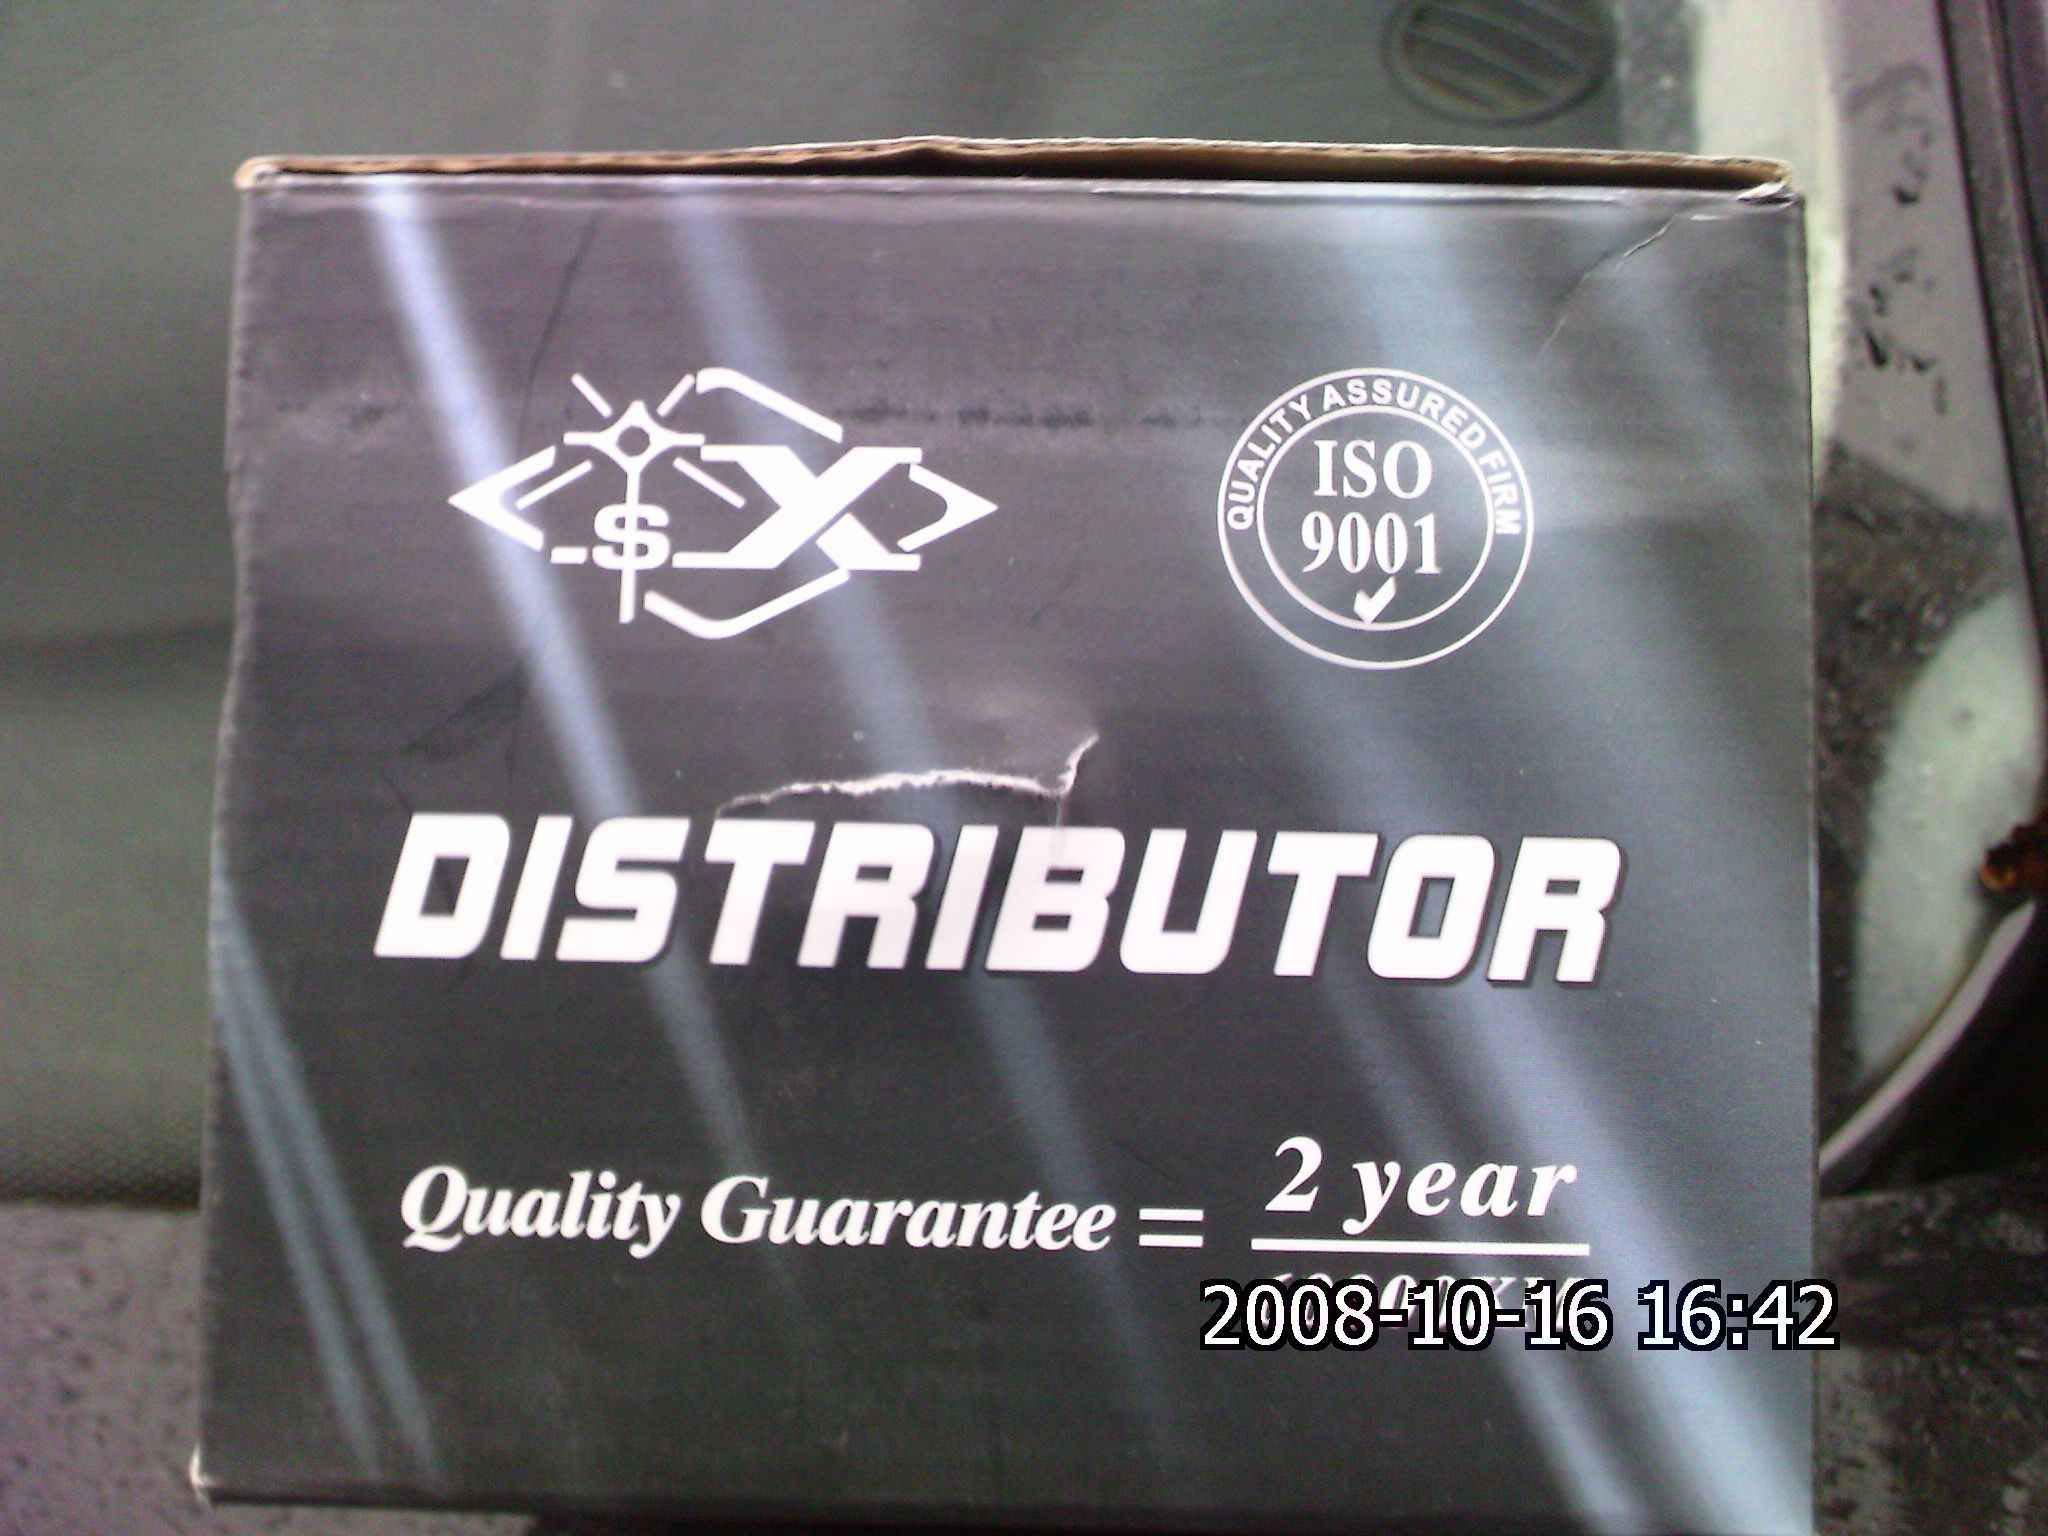 $X
QUALITY ASSURED FIRM
ISO
9001
DISTRIBUTOR
Quality Guarantee = 2 year
2008-10-16 16:42